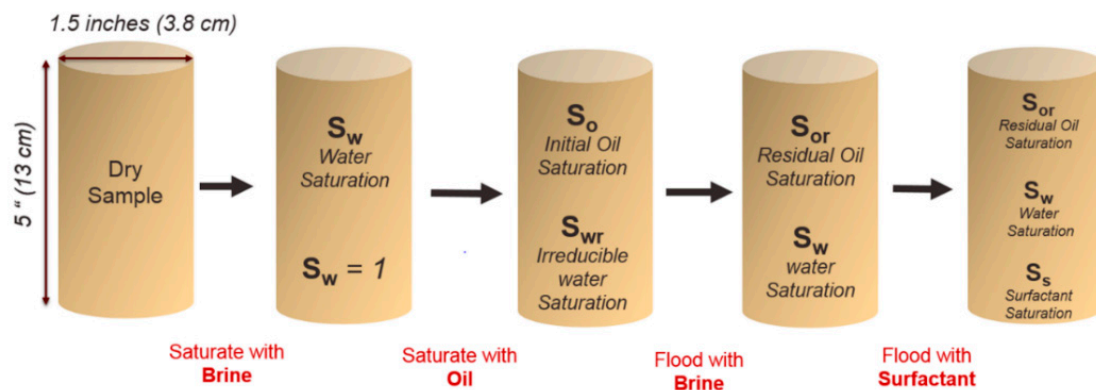 1.5 inches (3.8 cm)
5 “ (13 cm)
Dry
Sample
Sw
Water
Saturation
Sw = 1
So
Initial Oil
Saturation
Swr
Irreducible
water
Saturation
Sor
Residual Oil
Saturation
Sw
water
Saturation
Sor
Residual Oil
Saturation
Sw
Water
Saturation
Ss
Surfactant
Saturation
Saturate with
Brine
Saturate with
Oil
Flood with
Brine
Flood with
Surfactant